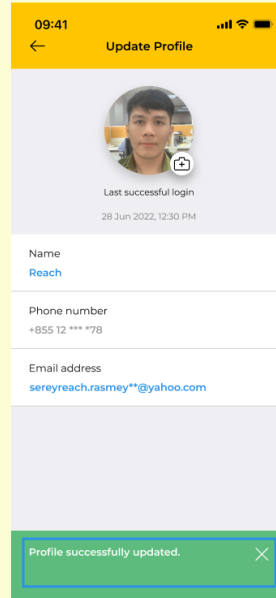 09:41
Update Profile
Last successful login
28 Jun 2022, 12:30 PM
Name
Reach
Phone number
+855 12 *** *78
Email address
sereyreach.rasmey**@yahoo.com
Profile successfully updated.